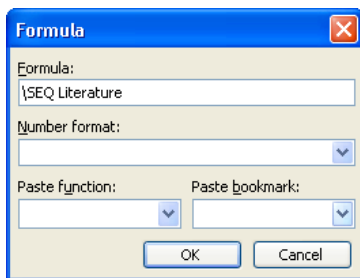 Formula
Formula:
\SEQ Literature
Number format:
Paste function: Paste bookmark:
OK Cancel